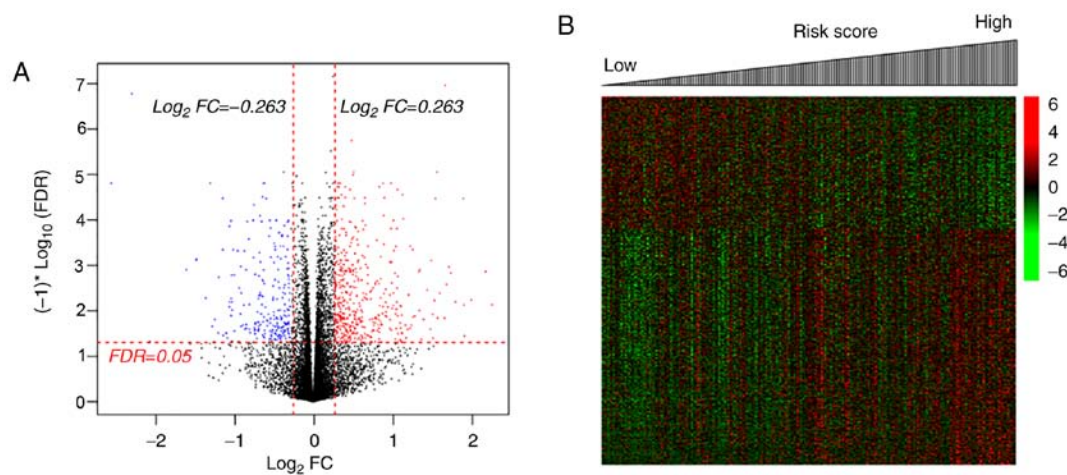 A
(−1)* Log₁₀ (FDR)
7
6
5
4
3
2
1
0
Log₂ FC=−0.263
Log₂ FC=0.263
FDR=0.05
−2
−1
0
1
2
Log₂ FC
B
Risk score
Low
High
6
4
2
0
−2
−4
−6